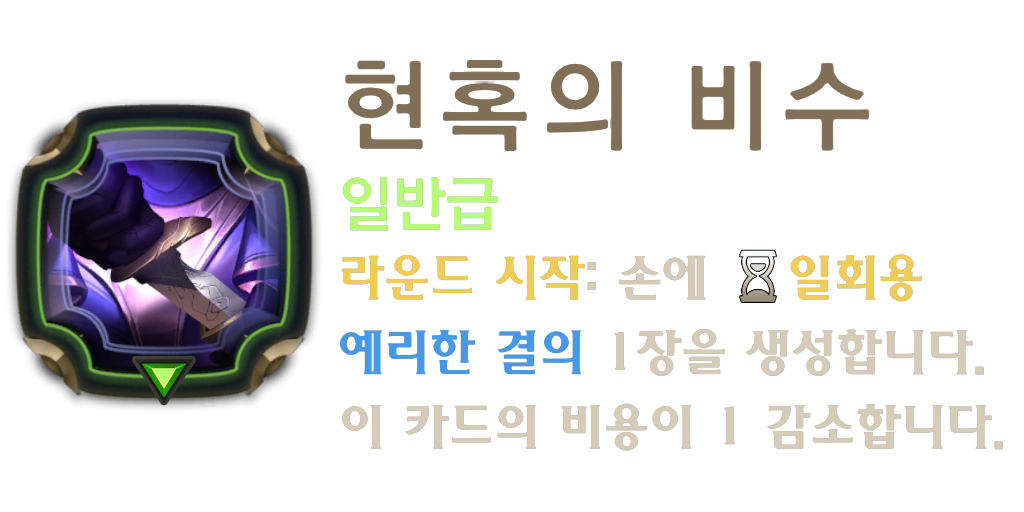 현혹의 비수
일반급
라운드 시작: 손에 일회용
예리한 결의 1장을 생성합니다.
이 카드의 비용이 1 감소합니다.